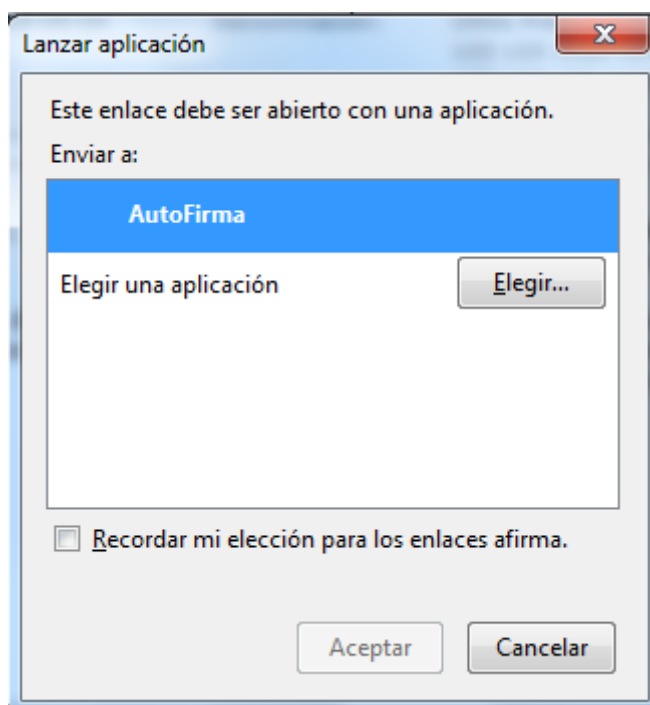 Lanzar aplicación
Este enlace debe ser abierto con una aplicación.
Enviar a:
AutoFirma
Elegir una aplicación
Elegir...
Recordar mi elección para los enlaces afirma.
Aceptar
Cancelar